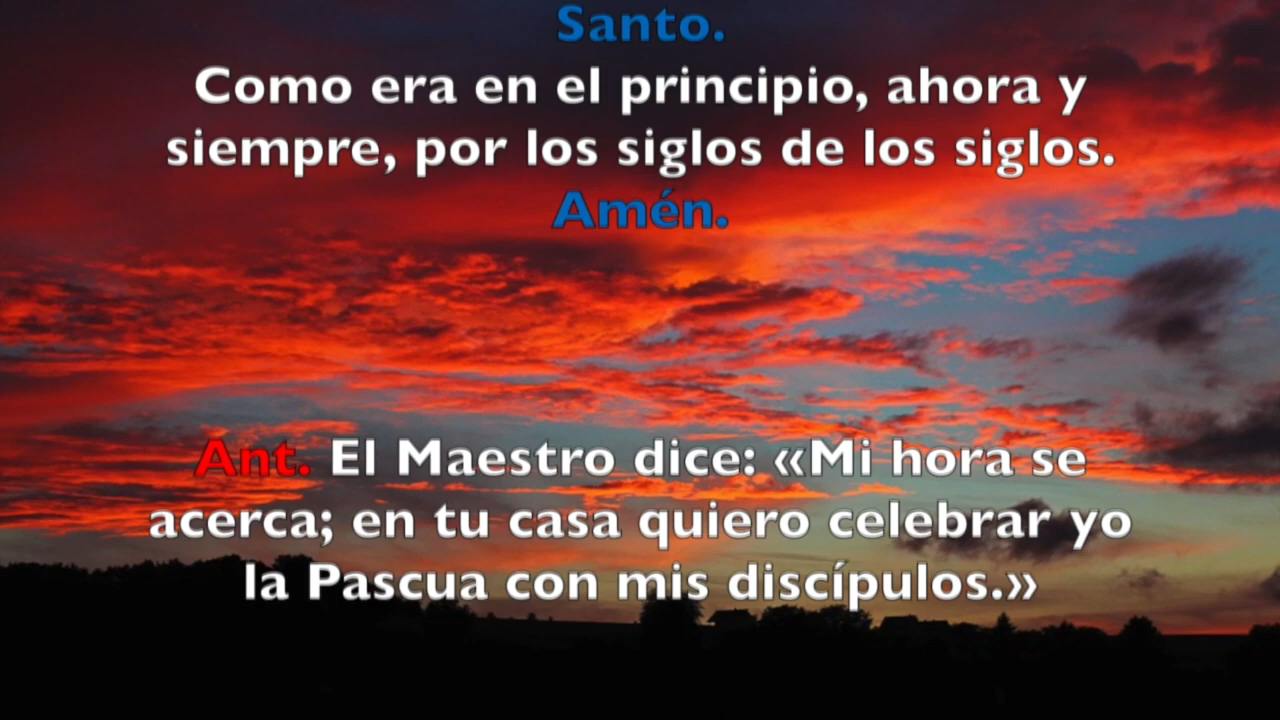 Santo.
Como era en el principio, ahora y
siempre, por los siglos de los siglos.
Amén.
Ant. El Maestro dice: «Mi hora se
acerca; en tu casa quiero celebrar yo
la Pascua con mis discípulos.»